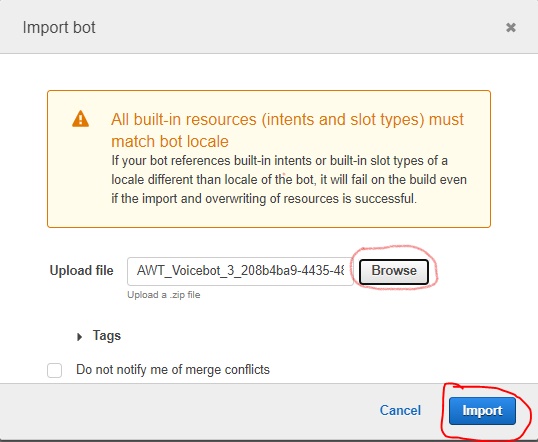 Import bot
All built-in resources (intents and slot types) must
match bot locale
If your bot references built-in intents or built-in slot types of a
locale different than locale of the bot, it will fail on the build even
if the import and overwriting of resources is successful.
Upload file AWT_Voicebot_3_208b4ba9-4435-48 Browse
Upload a .zip file
Tags
Do not notify me of merge conflicts
Cancel Import